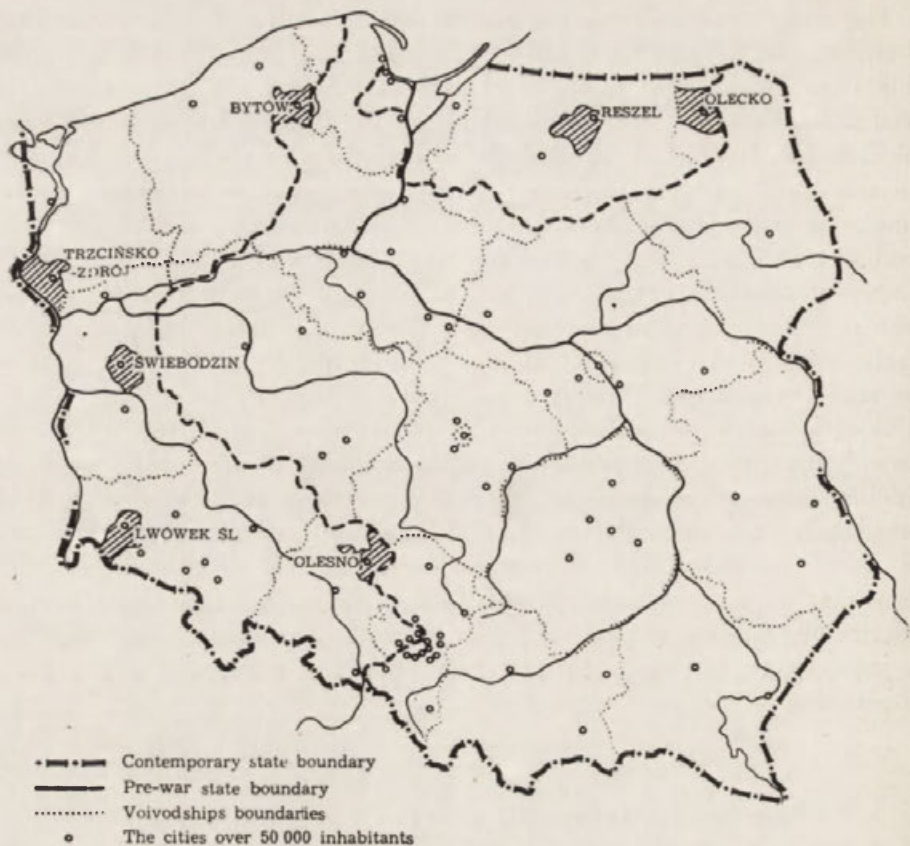 BYTÓW
RESZEL
OLECKO
TRZCIŃSKO
-ZDRÓJ
ŚWIEBODZIN
LWÓWEK SL
OLESNO
Contemporary state boundary
Pre-war state boundary
Voivodships boundaries
The cities over 50 000 inhabitants